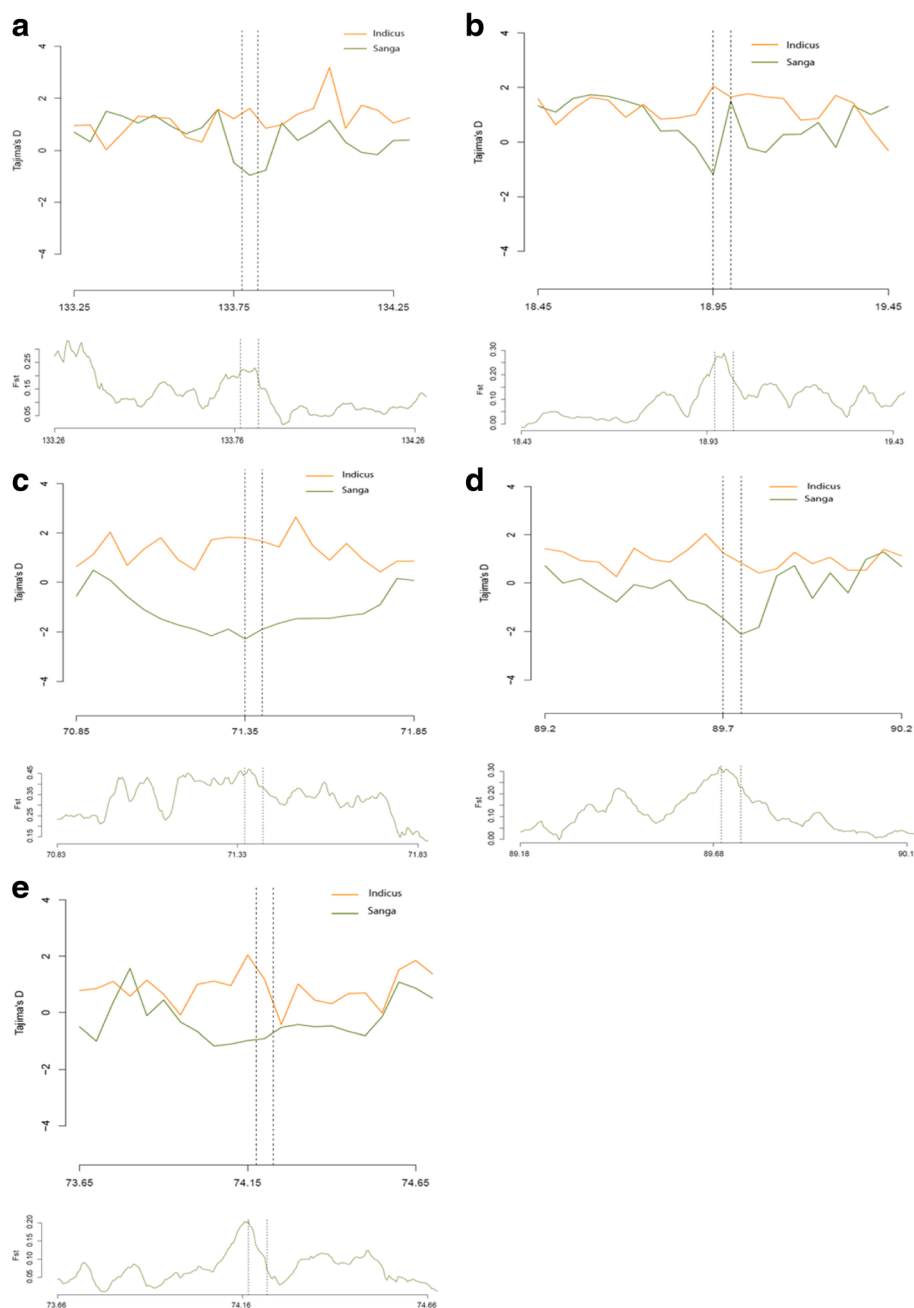 a
Indicus
Sanga
4
2
0
-2
-4
Tajima's D
133.25
133.75
134.25
0.25
0.15
0.05
Fst
133.26
133.76
134.26
b
Indicus
Sanga
4
2
0
-2
-4
Tajima's D
18.45
18.95
19.45
0.30
0.20
0.10
0.00
Fst
18.43
18.93
19.43
c
Indicus
Sanga
4
2
0
-2
-4
Tajima's D
70.85
71.35
71.85
0.45
0.35
0.25
0.15
Fst
70.83
71.33
71.83
d
Indicus
Sanga
4
2
0
-2
-4
Tajima's D
89.2
89.7
90.2
0.30
0.20
0.10
0.00
Fst
89.18
89.68
90.1
e
Indicus
Sanga
4
2
0
-2
-4
Tajima's D
73.65
74.15
74.65
0.20
0.15
0.10
0.05
Fst
73.66
74.16
74.66